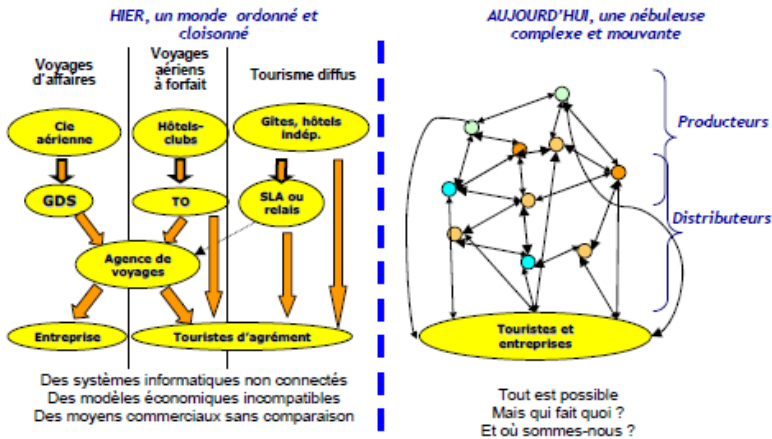 HIER, un monde ordonné et
cloisonné
Voyages
d'affaires
Voyages
aériens
à forfait
Tourisme diffus
Cie
aérienne
Hôtels-
clubs
Gîtes, hôtels
indép.
GDS
TO
SLA ou
relais
Agence de
voyages
Entreprise
Touristes d'agrément
Des systèmes informatiques non connectés
Des modèles économiques incompatibles
Des moyens commerciaux sans comparaison
AUJOURD'HUI, une nébuleuse
complexe et mouvante
Producteurs
Distributeurs
Touristes et
entreprises
Tout est possible
Mais qui fait quoi ?
Et où sommes-nous ?